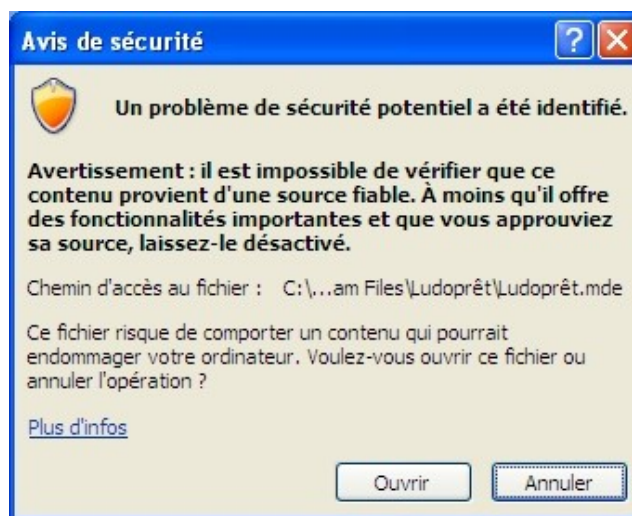 Avis de sécurité
Un problème de sécurité potentiel a été identifié.
Avertissement : il est impossible de vérifier que ce
contenu provient d'une source fiable. À moins qu'il offre
des fonctionnalités importantes et que vous approuviez
sa source, laissez-le désactivé.
Chemin d'accès au fichier : C:\...am Files\Ludoprêt\Ludoprêt.mde
Ce fichier risque de comporter un contenu qui pourrait
endommager votre ordinateur. Voulez-vous ouvrir ce fichier ou
annuler l'opération ?
Plus d'infos
Ouvrir Annuler